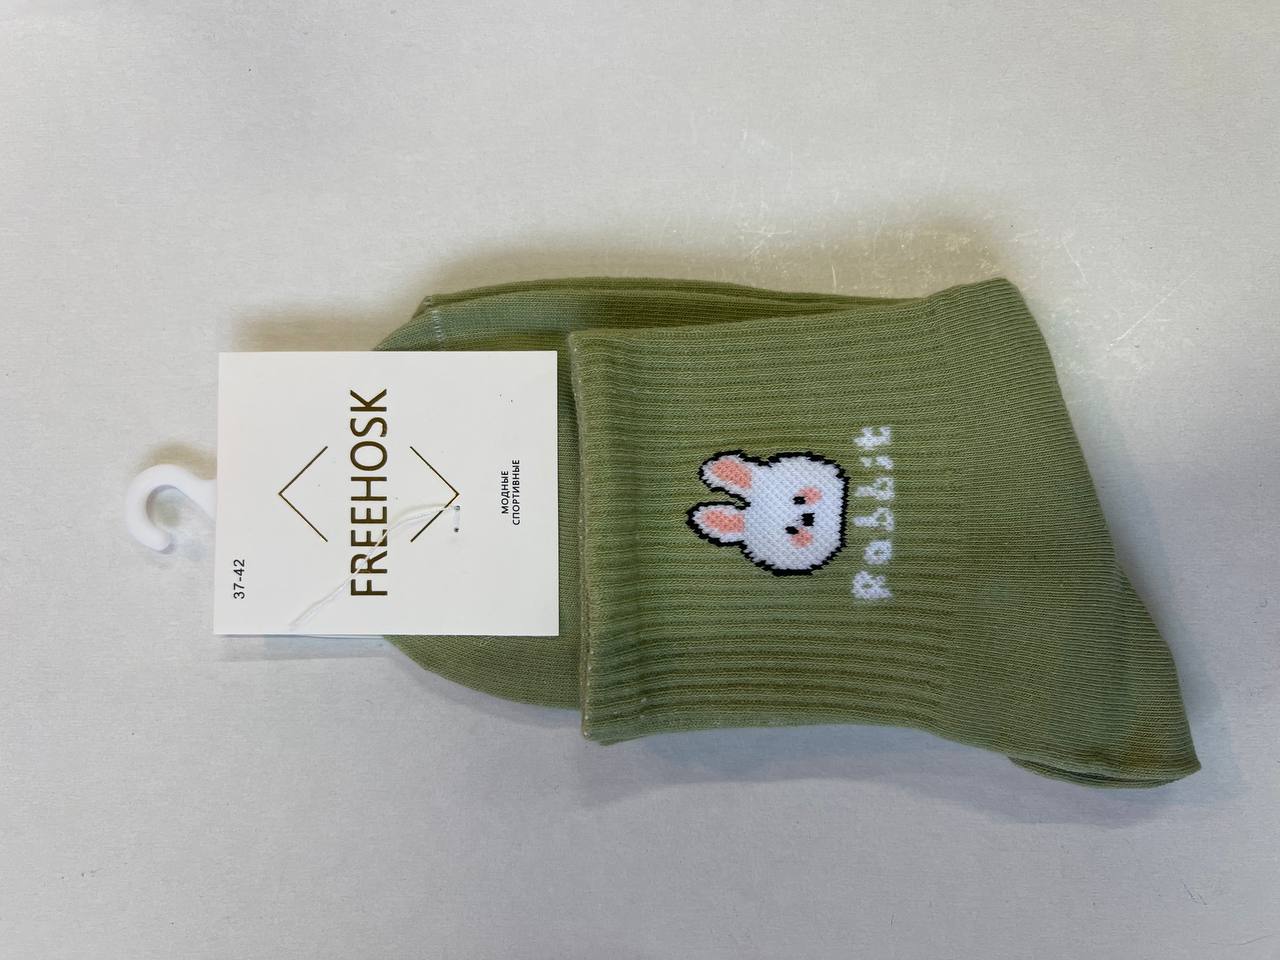 37-42
FREEHOSK
МОДНЫЕ
СПОРТИВНЫЕ
Rabbit